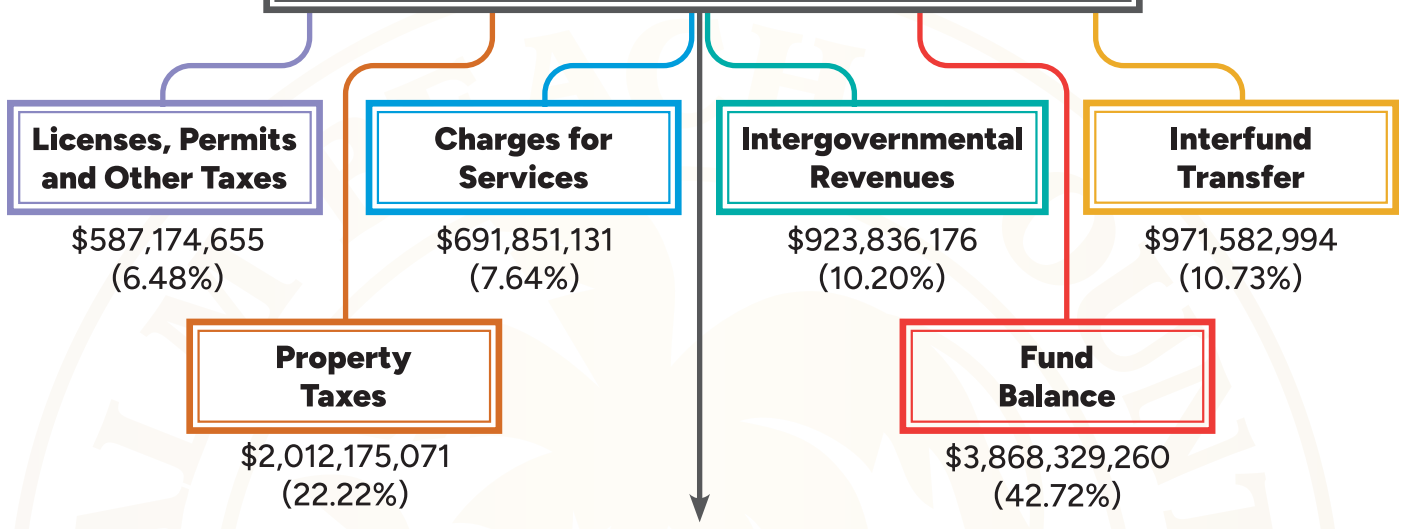 Licenses, Permits
and Other Taxes
$587,174,655
(6.48%)
Charges for
Services
$691,851,131
(7.64%)
Intergovernmental
Revenues
$923,836,176
(10.20%)
Interfund
Transfer
$971,582,994
(10.73%)
Property
Taxes
$2,012,175,071
(22.22%)
Fund
Balance
$3,868,329,260
(42.72%)